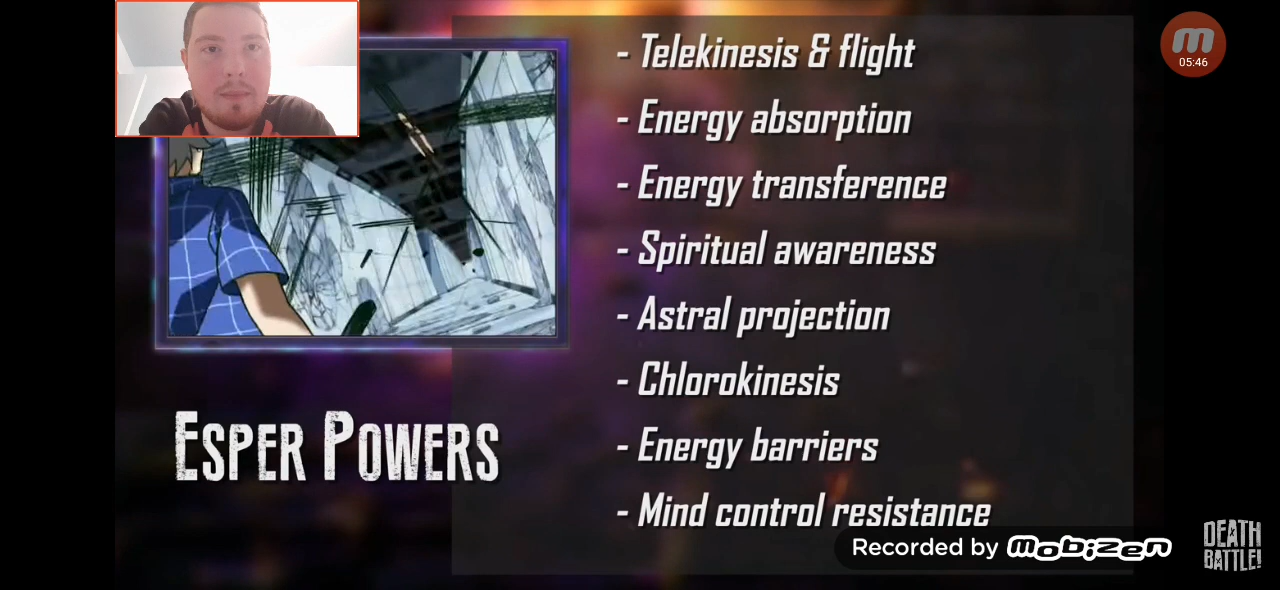 05:46
- Telekinesis & flight
- Energy absorption
- Energy transference
- Spiritual awareness
- Astral projection
- Chlorokinesis
- Energy barriers
- Mind control resistance
Esper Powers
Recorded by mobizen
DEATH
BATTLE!